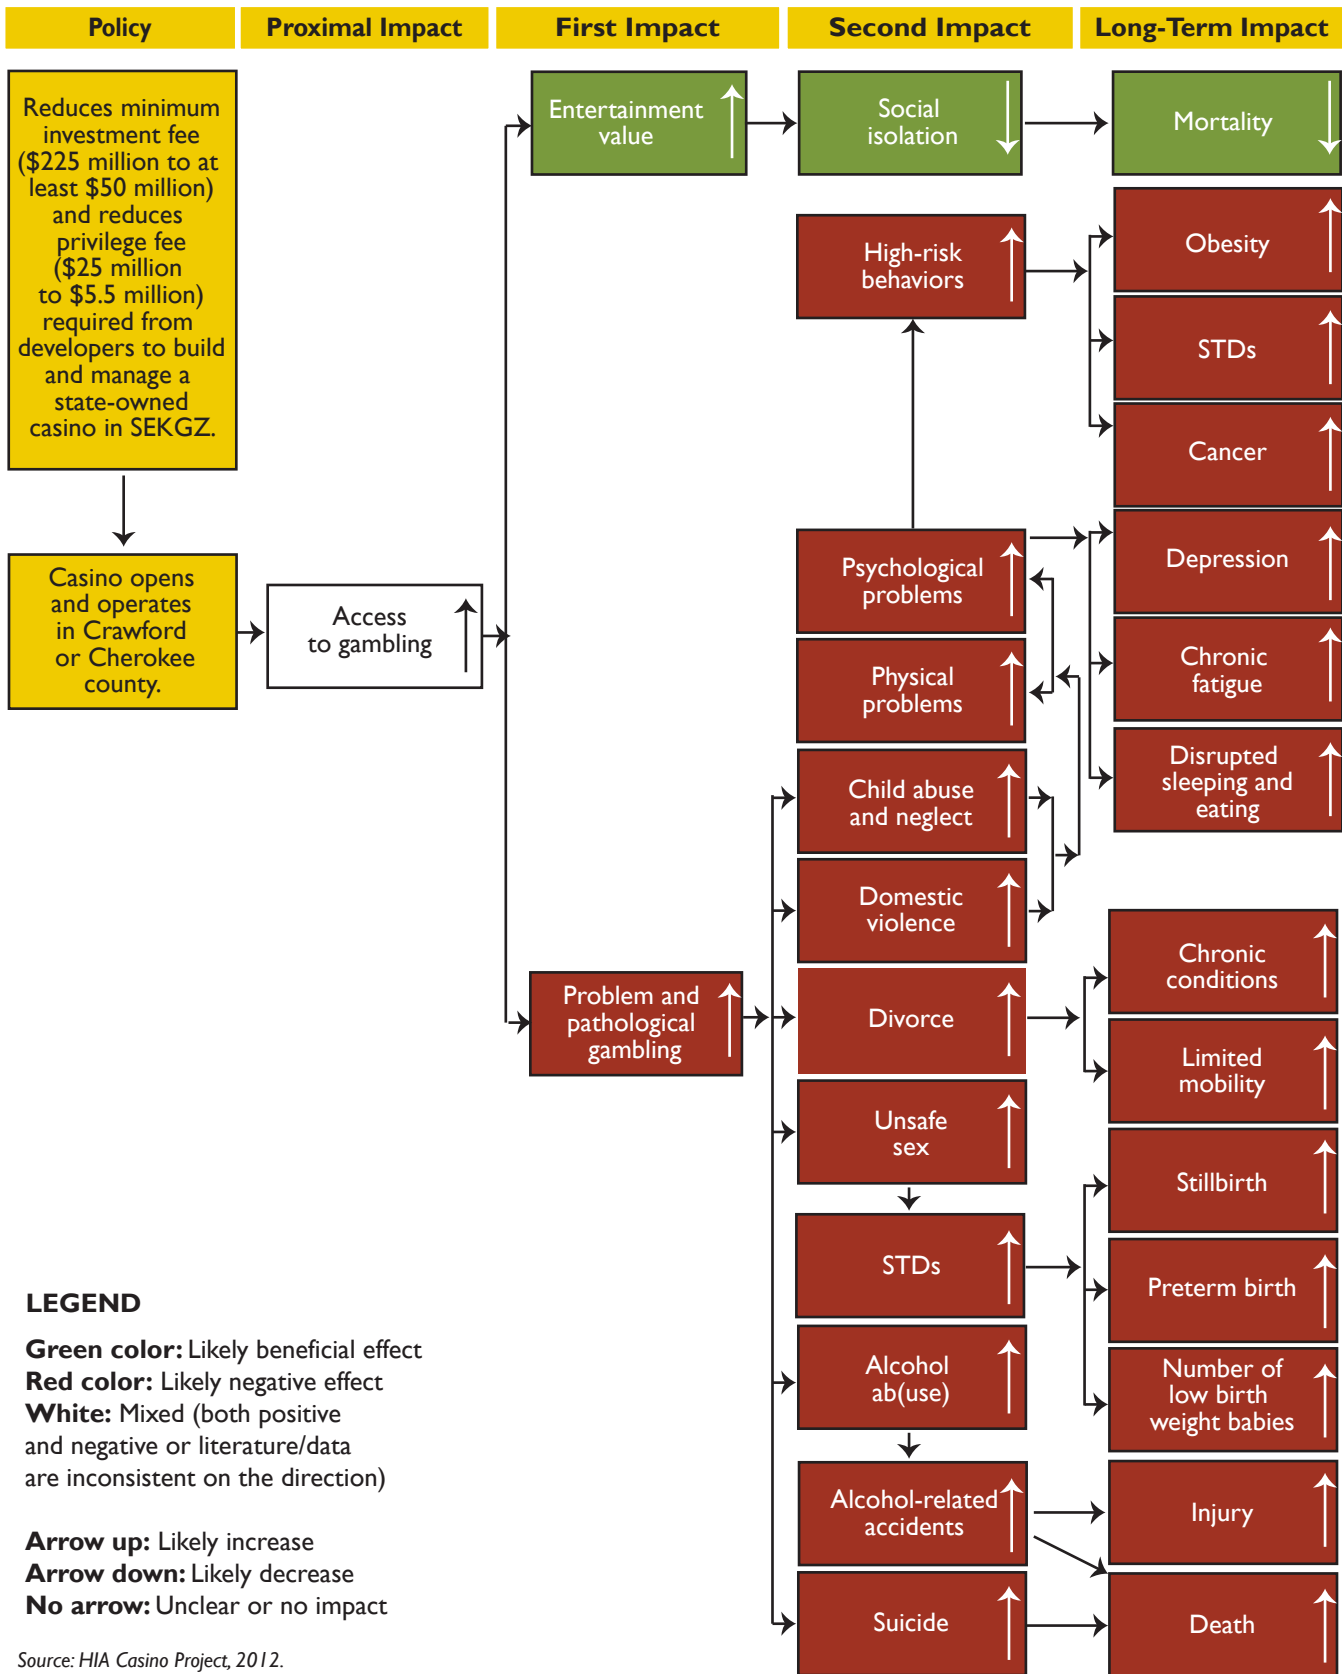 Policy
Proximal Impact
First Impact
Second Impact
Long-Term Impact
Reduces minimum
investment fee
($225 million to at
least $50 million)
and reduces
privilege fee
($25 million
to $5.5 million)
required from
developers to build
and manage a
state-owned
casino in SEKGZ.
Casino opens
and operates
in Crawford
or Cherokee
county.
Access
to gambling
Entertainment
value
Problem and
pathological
gambling
Social
isolation
High-risk
behaviors
Psychological
problems
Physical
problems
Child abuse
and neglect
Domestic
violence
Divorce
Unsafe
sex
STDs
Alcohol
ab(use)
Alcohol-related
accidents
Suicide
Mortality
Obesity
STDs
Cancer
Depression
Chronic
fatigue
Disrupted
sleeping and
eating
Chronic
conditions
Limited
mobility
Stillbirth
Preterm birth
Number of
low birth
weight babies
Injury
Death
LEGEND
Green color: Likely beneficial effect
Red color: Likely negative effect
White: Mixed (both positive
and negative or literature/data
are inconsistent on the direction)
Arrow up: Likely increase
Arrow down: Likely decrease
No arrow: Unclear or no impact
Source: HIA Casino Project, 2012.